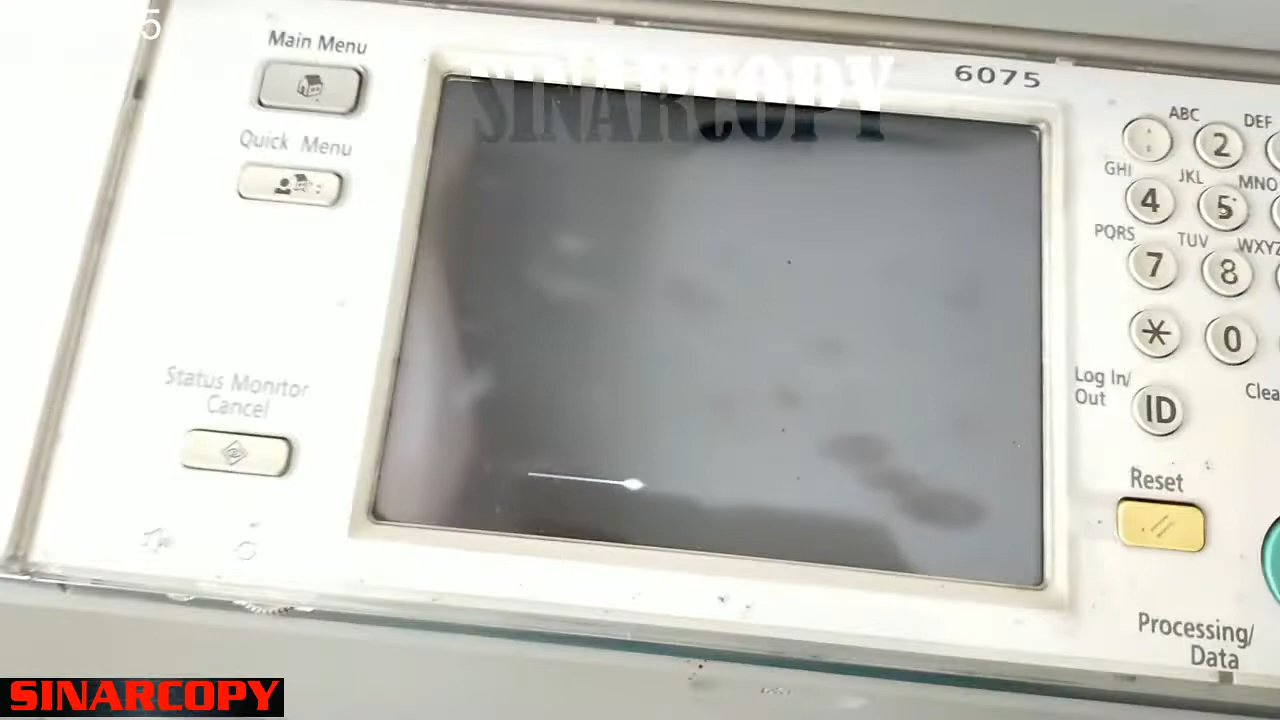 5
Main Menu
SINARCOPY
6075
Quick Menu
ABC
DEF
2
GHI
JKL
MNO
4
5
PQRS
TUV
WXYZ
7
8
*
0
Status Monitor
Cancel
Log In/
Out
ID
Reset
Processing/
Data
SINARCOPY